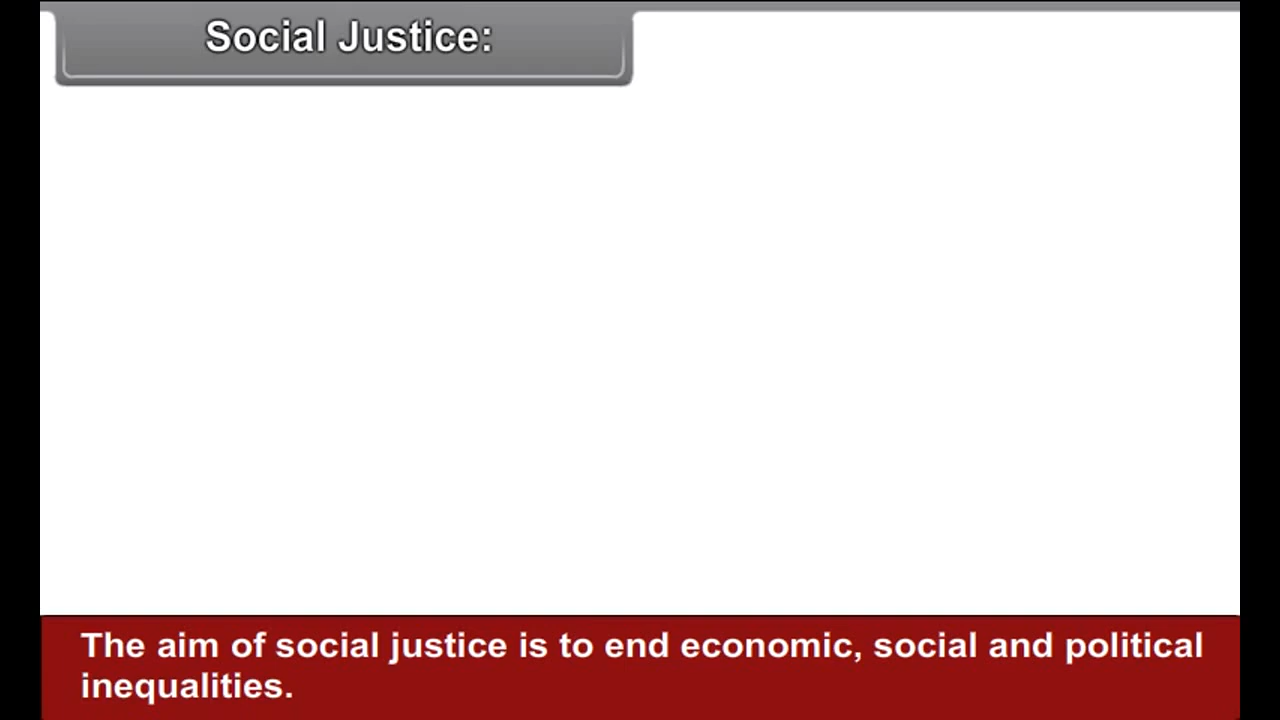 Social Justice:
The aim of social justice is to end economic, social and political
inequalities.